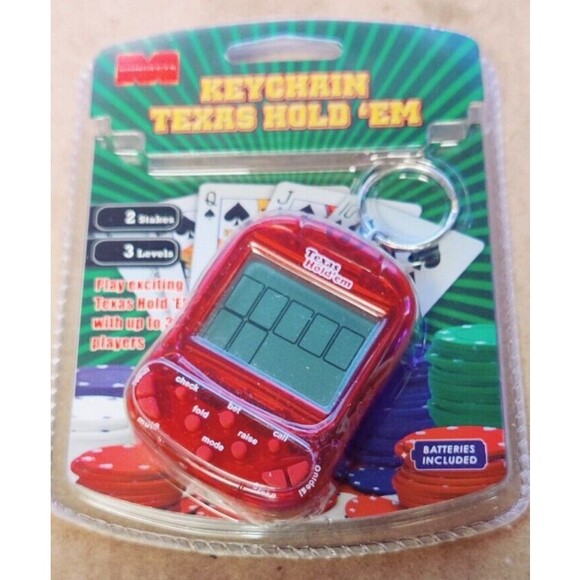 KEYCHAIN
TEXAS HOLD 'EM
2 Stakes
3 Levels
Play exciting
Texas Hold 'E
with up to
players
Q
J
Texas
Hold'em
check
fold
bet
mode
raise
call
BATTERIES
INCLUDED